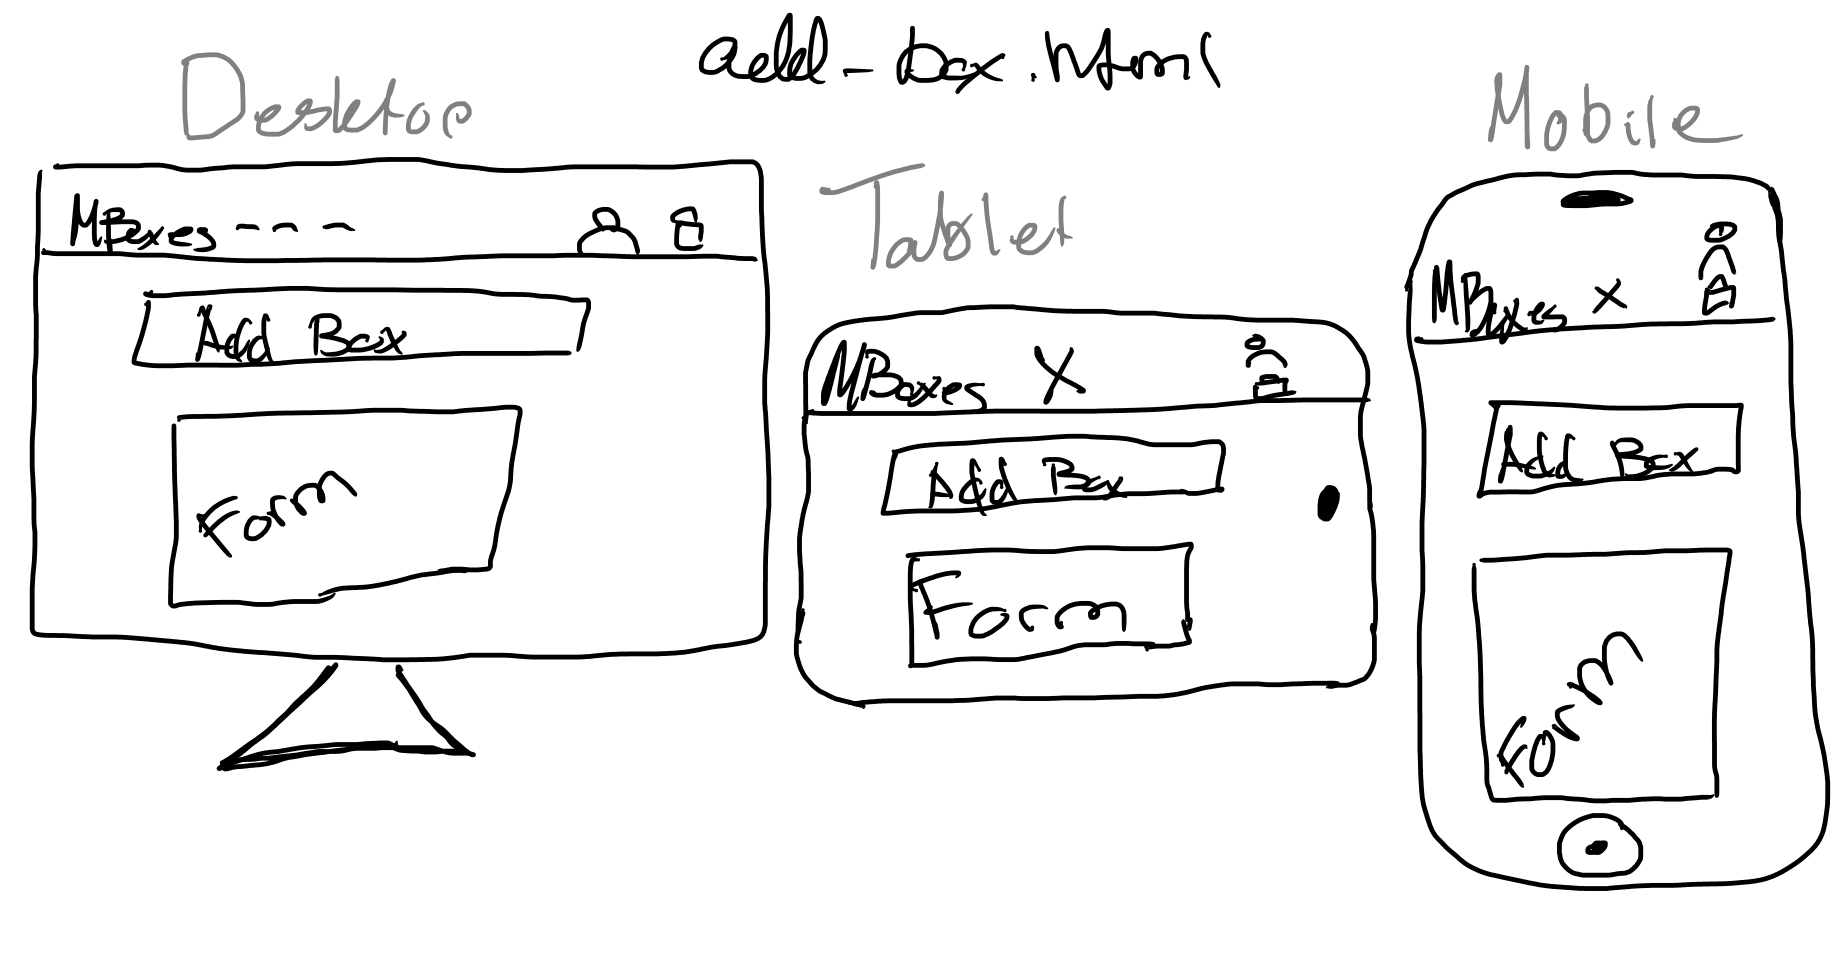 add-box.html
Desktop
MBoxes ---
Add Box
Form
Tablet
MBoxes X
Add Box
Form
Mobile
MBoxes X
Add Box
Form